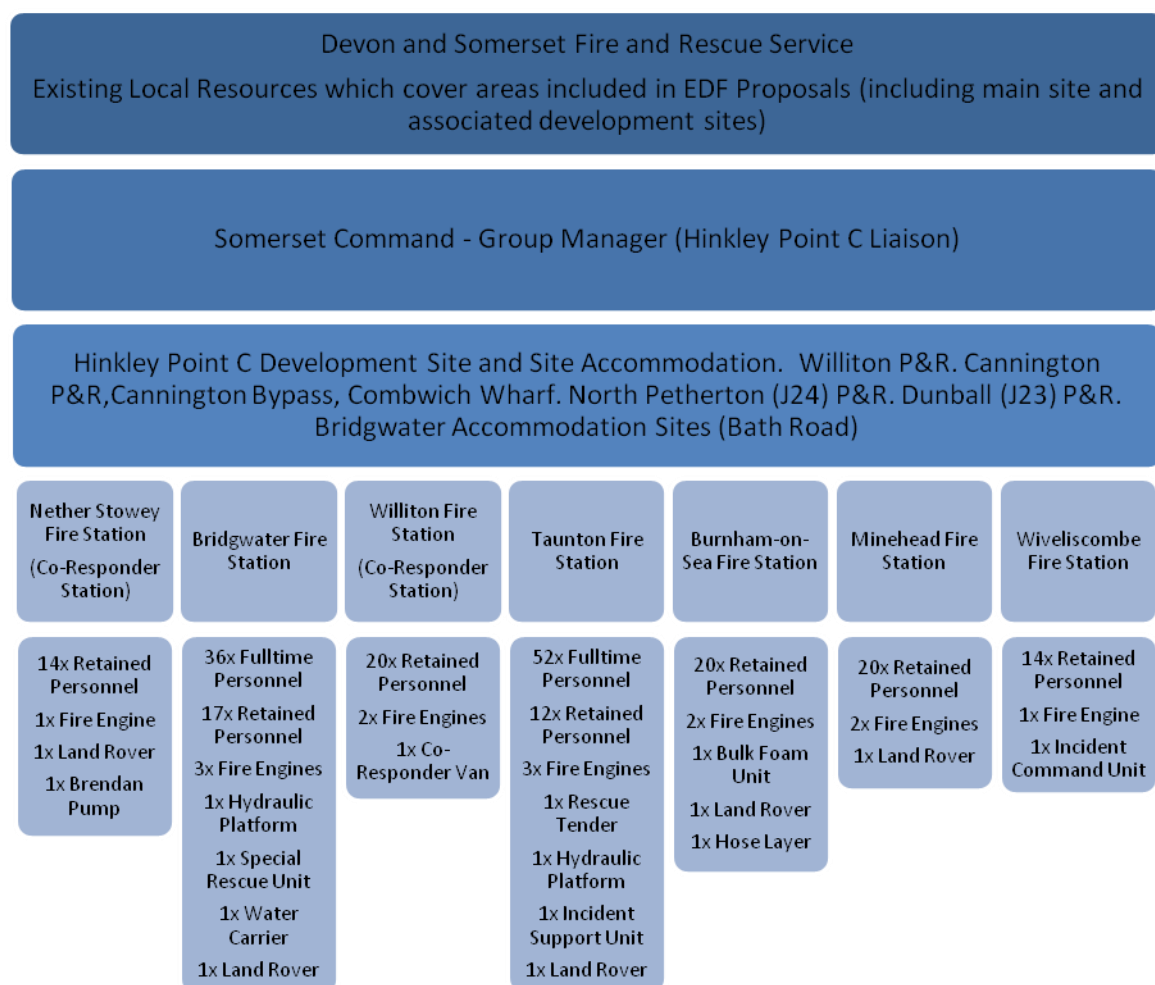 Devon and Somerset Fire and Rescue Service
Existing Local Resources which cover areas included in EDF Proposals (including main site and
associated development sites)
Somerset Command - Group Manager (Hinkley Point C Liaison)
Hinkley Point C Development Site and Site Accommodation. Williton P&R. Cannington
P&R,Cannington Bypass, Combwich Wharf. North Petherton (J24) P&R. Dunball (J23) P&R.
Bridgwater Accommodation Sites (Bath Road)
Nether Stowey
Fire Station
(Co-Responder
Station)
Bridgwater Fire
Station
Williton Fire
Station
(Co-Responder
Station)
Taunton Fire
Station
Burnham-on-
Sea Fire Station
Minehead Fire
Station
Wiveliscombe
Fire Station
14x Retained
Personnel
1x Fire Engine
1x Land Rover
1x Brendan
Pump
36x Fulltime
Personnel
17x Retained
Personnel
3x Fire Engines
1x Hydraulic
Platform
1x Special
Rescue Unit
1x Water
Carrier
1x Land Rover
20x Retained
Personnel
2x Fire Engines
1x Co-
Responder Van
52x Fulltime
Personnel
12x Retained
Personnel
3x Fire Engines
1x Rescue
Tender
1x Hydraulic
Platform
1x Incident
Support Unit
1x Land Rover
20x Retained
Personnel
2x Fire Engines
1x Bulk Foam
Unit
1x Land Rover
1x Hose Layer
20x Retained
Personnel
2x Fire Engines
1x Land Rover
14x Retained
Personnel
1x Fire Engine
1x Incident
Command Unit